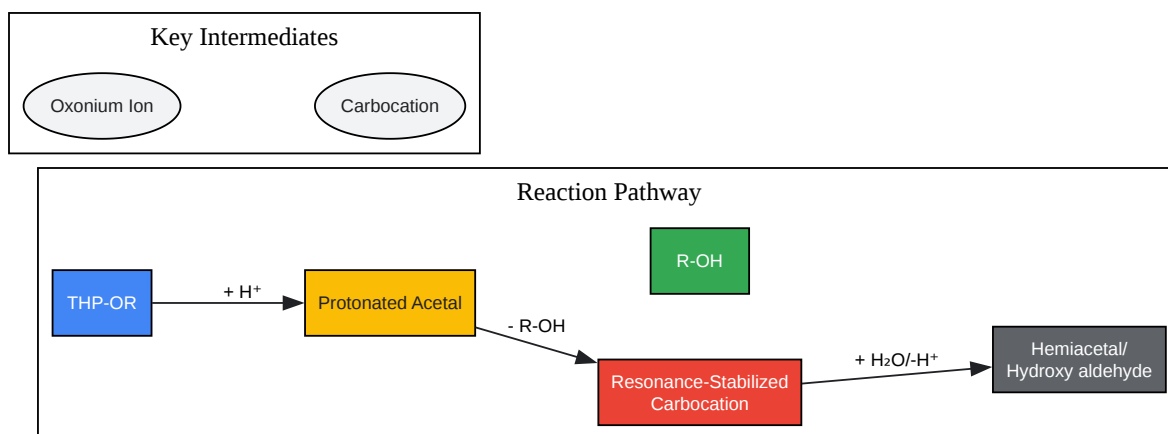 Key Intermediates
Oxonium Ion
Carbocation
Reaction Pathway
R-OH
THP-OR
+ H⁺
Protonated Acetal
- R-OH
Resonance-Stabilized
Carbocation
+ H₂O/-H⁺
Hemiacetal/
Hydroxy aldehyde